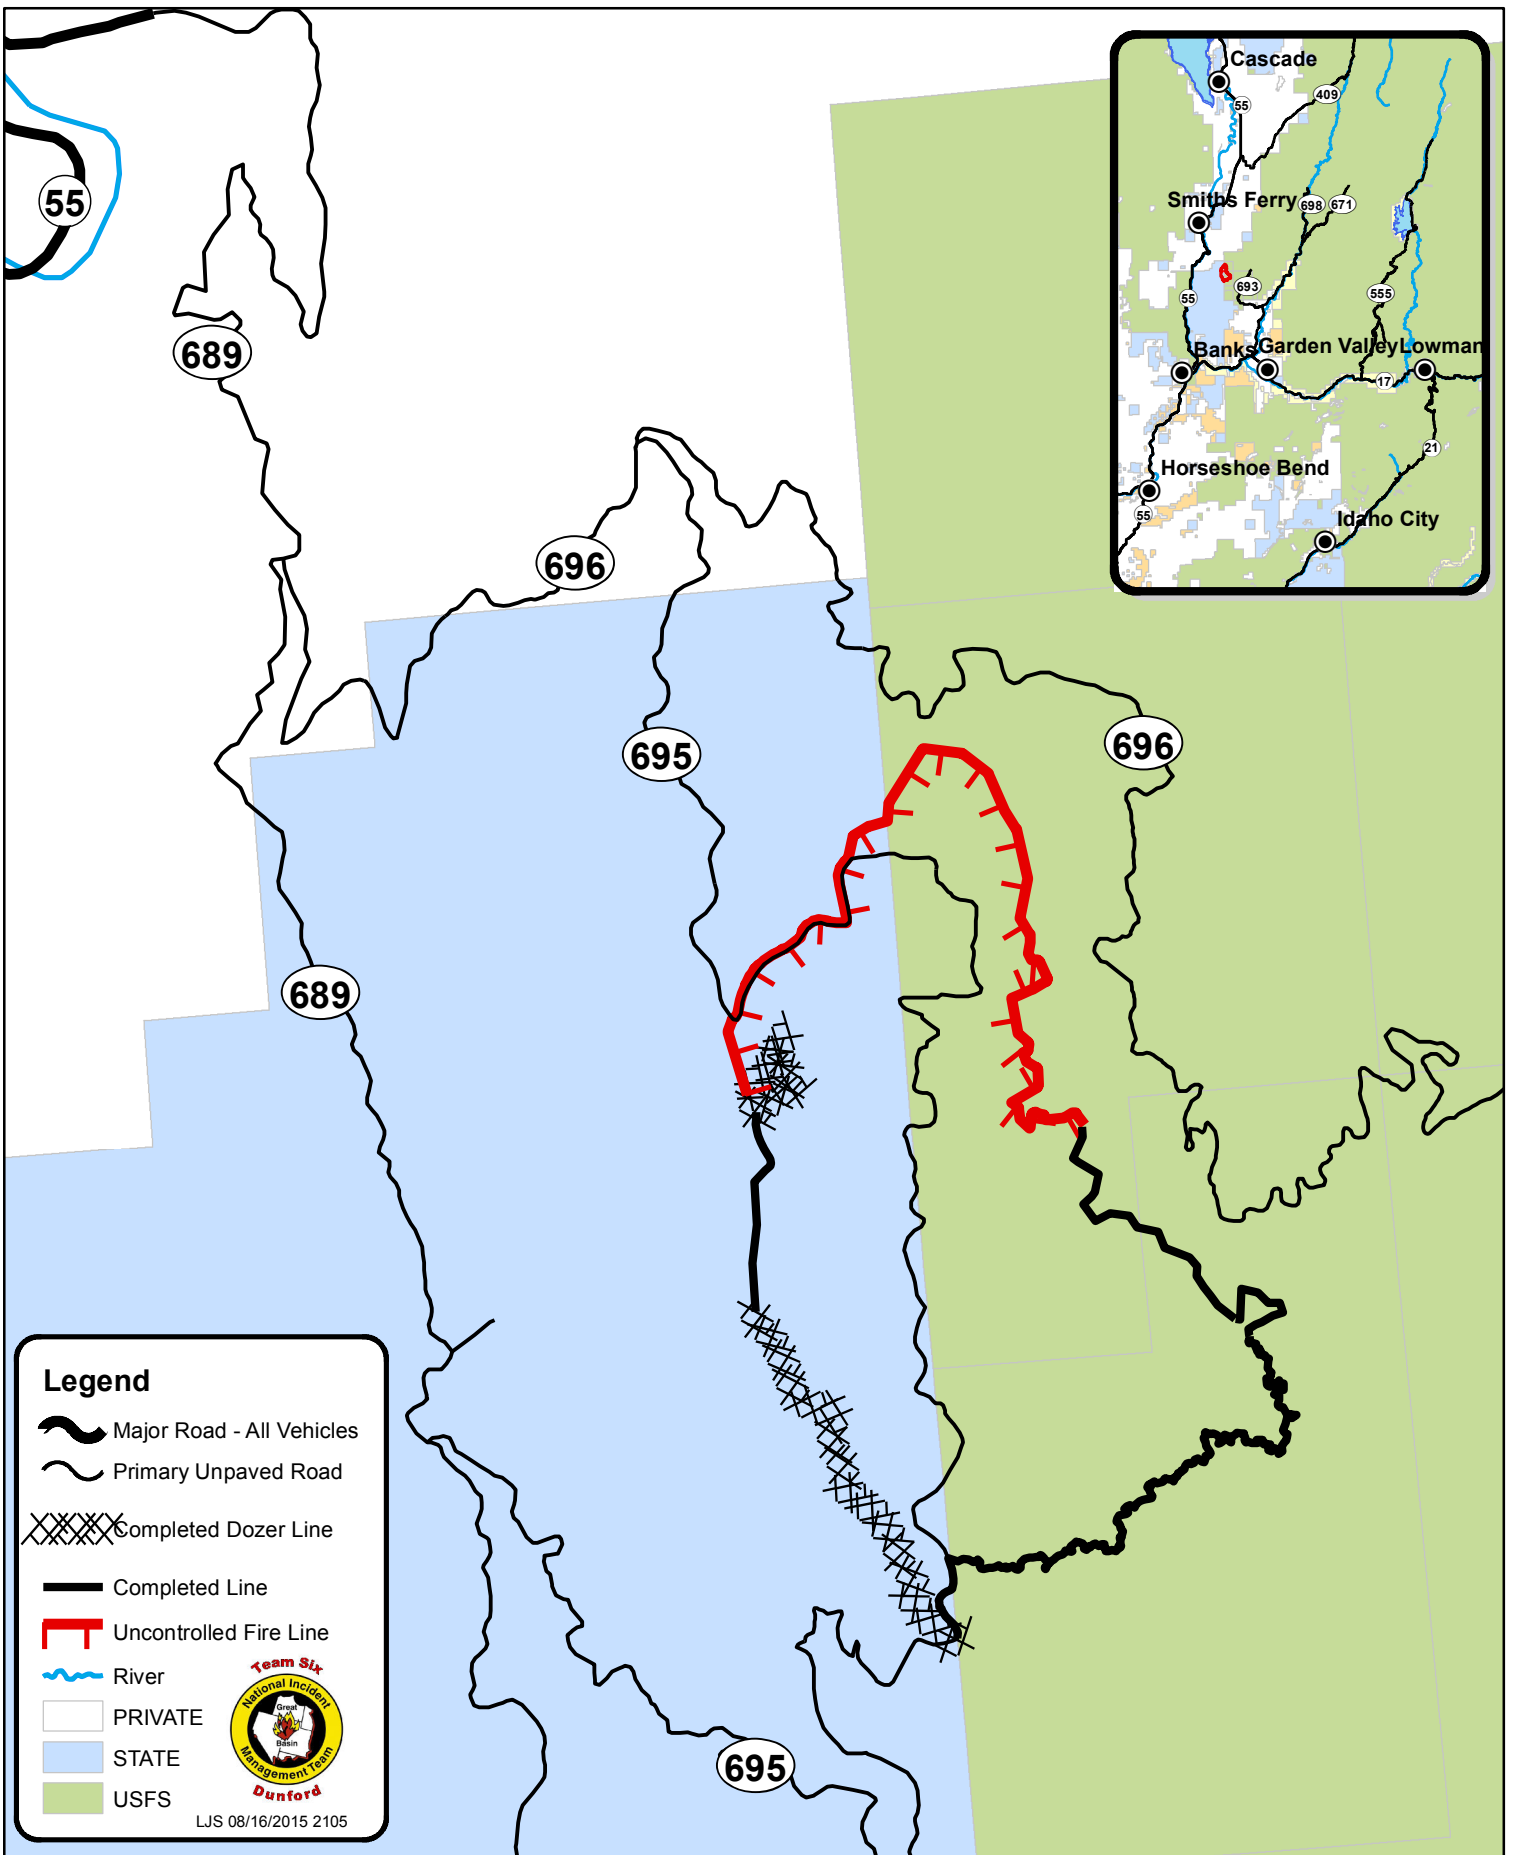 55
689
696
695
696
689
695
Cascade
55
409
Smiths Ferry
698
671
693
55
555
Banks
Garden Valley
Lowman
17
21
Horseshoe Bend
55
Idaho City
Legend
Major Road - All Vehicles
Primary Unpaved Road
Completed Dozer Line
Completed Line
Uncontrolled Fire Line
River
PRIVATE
STATE
USFS
Team Six
National Incident
Great
Basin
Management Team
Dunford
LJS 08/16/2015 2105